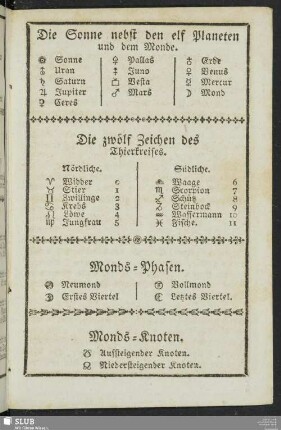 Die Sonne nebst den elf Planeten
und dem Monde.
☉ Sonne
♅ Uran
♄ Saturn
♃ Jupiter
⚳ Ceres
⚴ Pallas
⚵ Juno
⚶ Vesta
♂ Mars
♁ Erde
♀ Venus
☿ Mercur
☽ Mond
Die zwölf Zeichen des
Thierkreises.
Nördliche.
♈ Widder 0
♉ Stier 1
♊ Zwillinge 2
♋ Krebs 3
♌ Löwe 4
♍ Jungfrau 5
Südliche.
♎ Waage 6
♏ Scorpion 7
♐ Schütz 8
♑ Steinbock 9
♒ Wassermann 10
♓ Fische. 11
Monds-Phasen.
Neumond
☽ Erstes Viertel
Vollmond
☾ Letztes Viertel.
Monds-Knoten.
☊ Aufsteigender Knoten.
☋ Niedersteigender Knoten.
SLUB